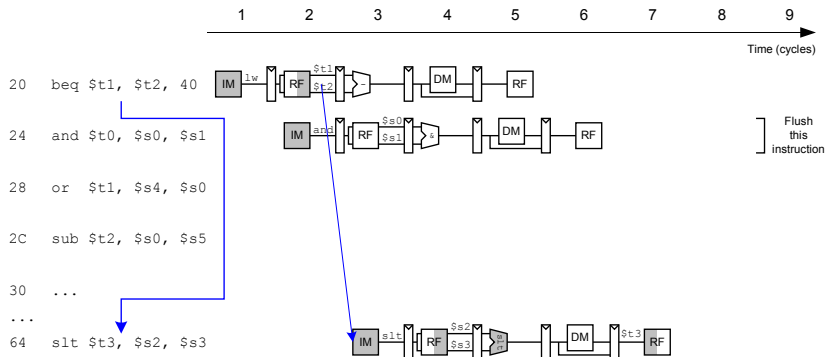 1 2 3 4 5 6 7 8 9
Time (cycles)
20 beq $t1, $t2, 40 IM lw RF $t1 $t2 - DM RF
24 and $t0, $s0, $s1 IM and RF $s0 $s1 & DM RF
Flush
this
instruction
28 or $t1, $s4, $s0
2C sub $t2, $s0, $s5
30 ...
...
64 slt $t3, $s2, $s3 IM slt RF $s2 $s3 slt DM $t3 RF